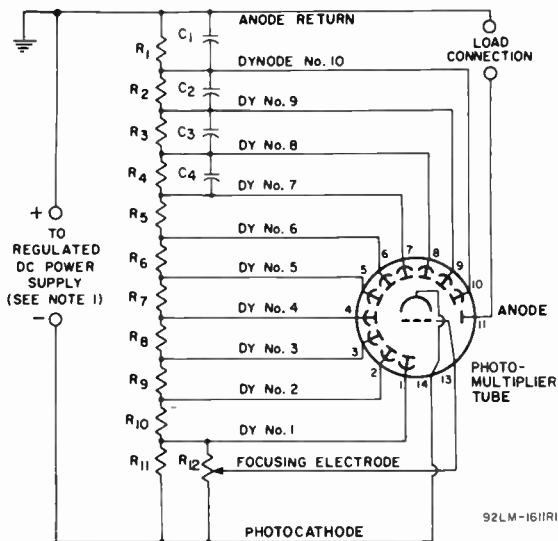 ANODE RETURN
LOAD
CONNECTION
R1
C1
DYNODE No. 10
R2
C2
DY No. 9
R3
C3
DY No. 8
R4
C4
DY No. 7
R5
+
TO
REGULATED
DC POWER
SUPPLY
(SEE NOTE 1)
−
DY No. 6
R6
DY No. 5
R7
DY No. 4
R8
DY No. 3
R9
DY No. 2
R10
DY No. 1
R11
R12
FOCUSING ELECTRODE
PHOTOCATHODE
1
2
3
4
5
6
7
8
9
10
11
13
14
ANODE
PHOTO-
MULTIPLIER
TUBE
92LM-1611R1